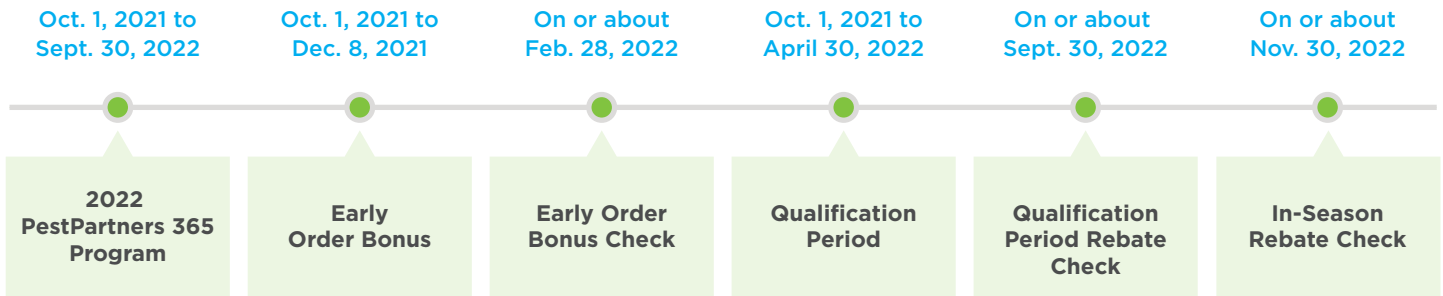 Oct. 1, 2021 to
Sept. 30, 2022
Oct. 1, 2021 to
Dec. 8, 2021
On or about
Feb. 28, 2022
Oct. 1, 2021 to
April 30, 2022
On or about
Sept. 30, 2022
On or about
Nov. 30, 2022
2022
PestPartners 365
Program
Early
Order Bonus
Early Order
Bonus Check
Qualification
Period
Qualification
Period Rebate
Check
In-Season
Rebate Check